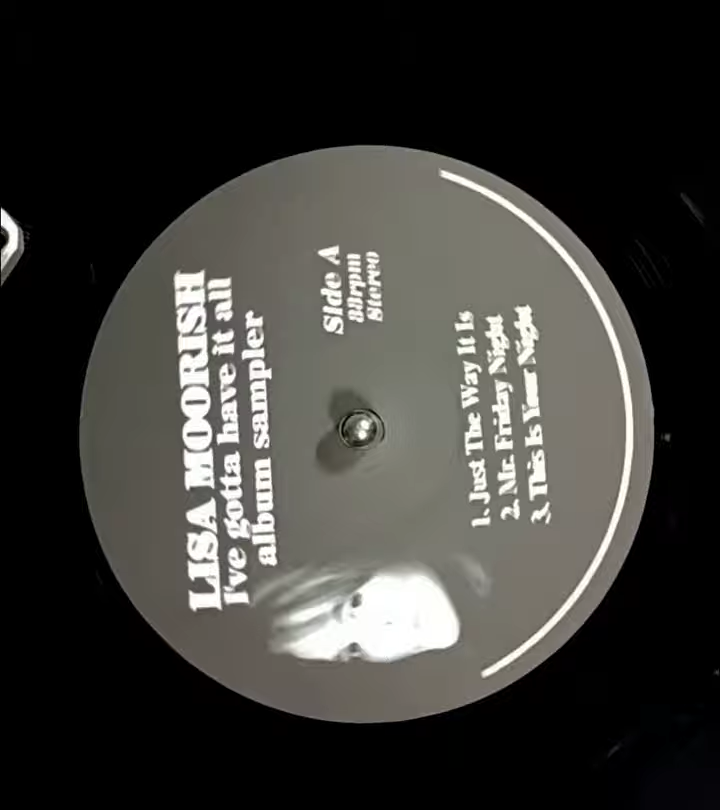 LISA MOORISH
I've gotta have it all
album sampler
Side A
33rpm
Stereo
1. Just The Way It Is
2. Mr. Friday Night
3. This Is Your Night